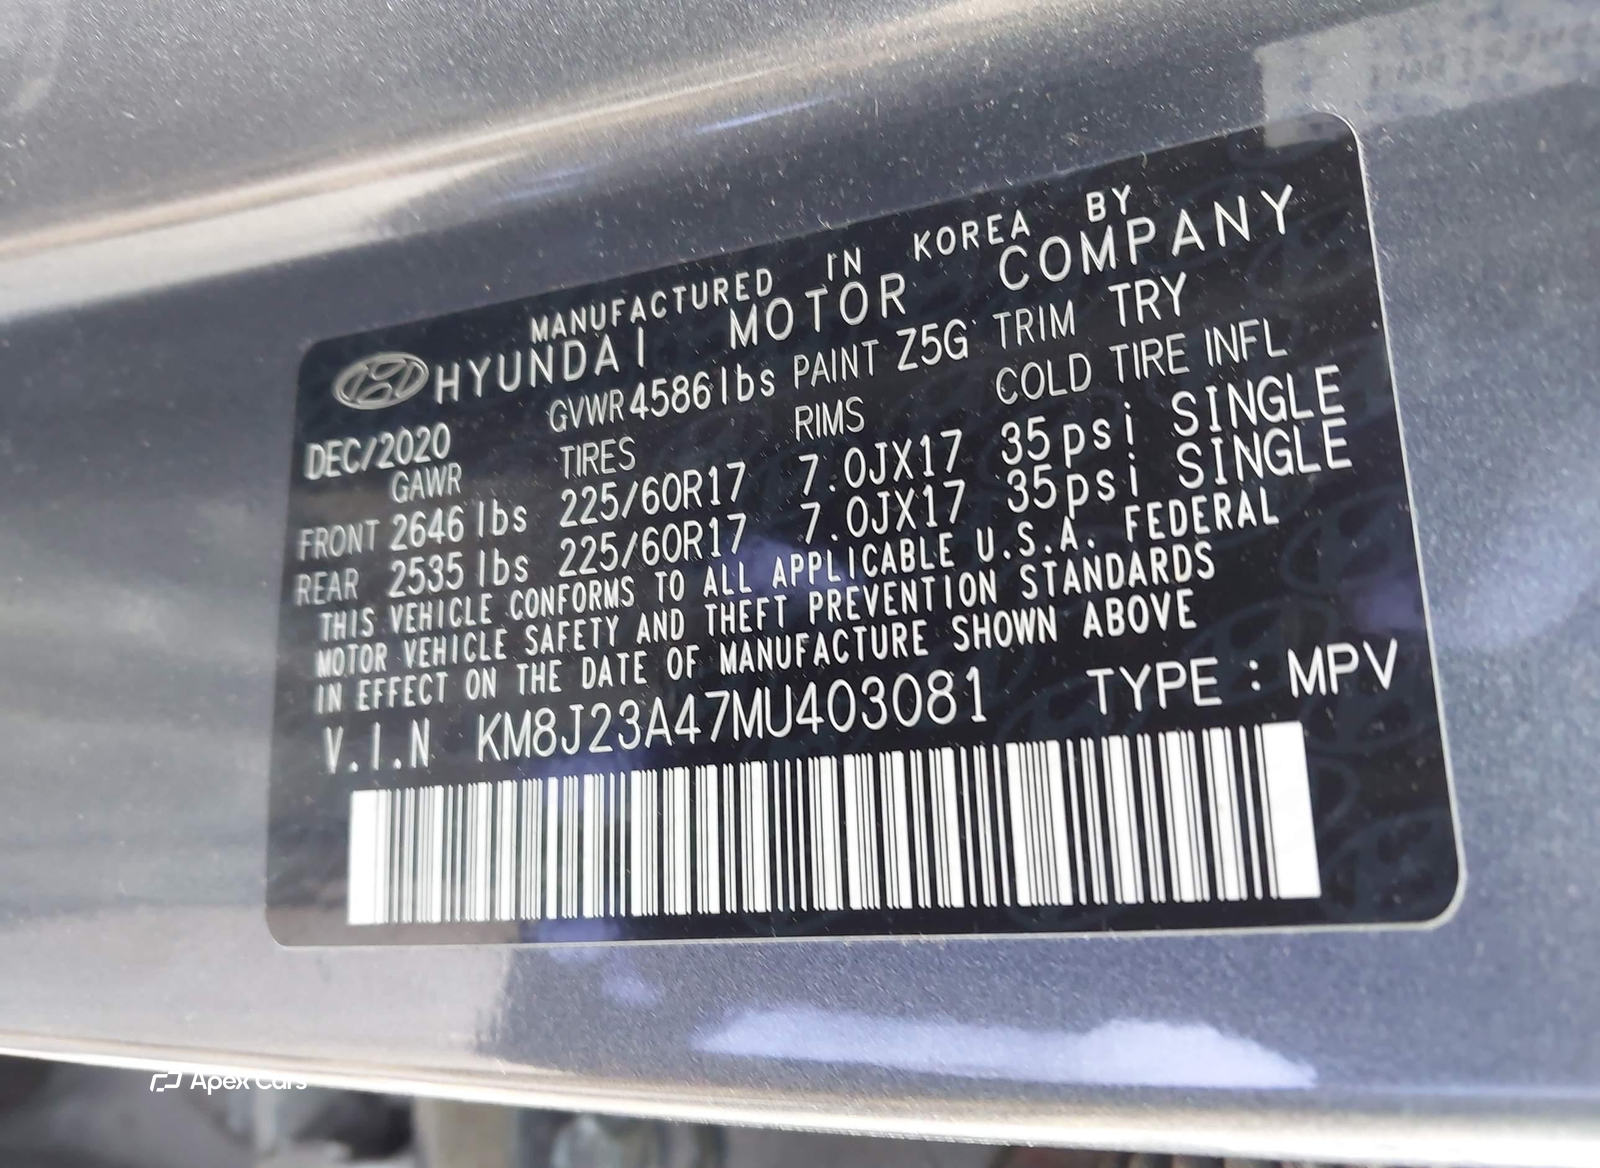 MANUFACTURED IN KOREA BY
HYUNDAI MOTOR COMPANY
DEC/2020 GVWR 4586lbs PAINT Z5G TRIM TRY
GAWR TIRES RIMS COLD TIRE INFL
FRONT 2646 lbs 225/60R17 7.0JX17 35psi SINGLE
REAR 2535 lbs 225/60R17 7.0JX17 35psi SINGLE
THIS VEHICLE CONFORMS TO ALL APPLICABLE U.S.A. FEDERAL
MOTOR VEHICLE SAFETY AND THEFT PREVENTION STANDARDS
IN EFFECT ON THE DATE OF MANUFACTURE SHOWN ABOVE
V.I.N KM8J23A47MU403081 TYPE : MPV
Apex Cars